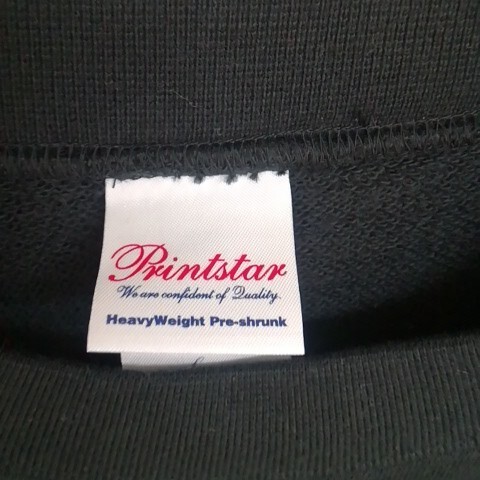 Printstar
We are confident of Quality.
HeavyWeight Pre-shrunk